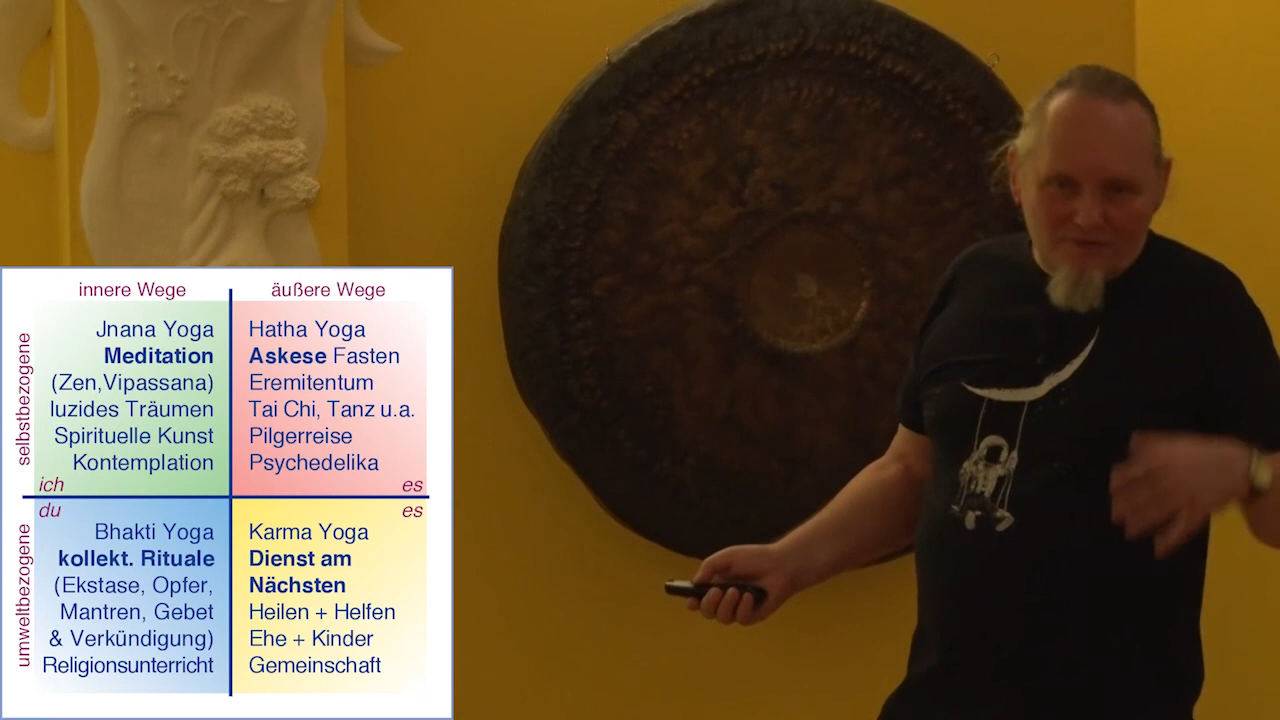 innere Wege
äußere Wege
selbstbezogene
Jnana Yoga
Meditation
(Zen,Vipassana)
luzides Träumen
Spirituelle Kunst
Kontemplation
ich
Hatha Yoga
Askese Fasten
Eremitentum
Tai Chi, Tanz u.a.
Pilgerreise
Psychedelika
es
umweltbezogene
du
Bhakti Yoga
kollekt. Rituale
(Ekstase, Opfer,
Mantren, Gebet
& Verkündigung)
Religionsunterricht
es
Karma Yoga
Dienst am
Nächsten
Heilen + Helfen
Ehe + Kinder
Gemeinschaft